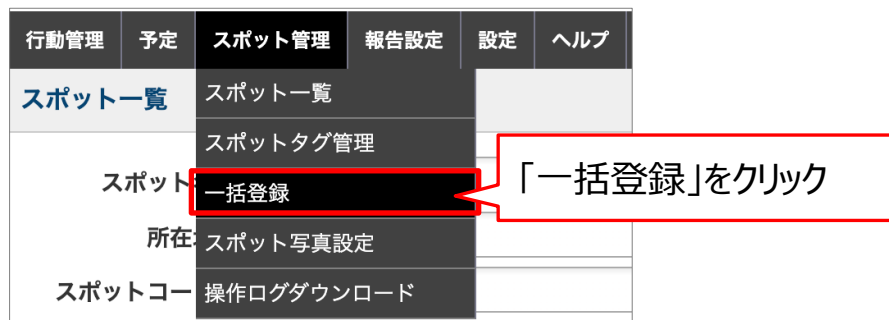 行動管理 予定 スポット管理 報告設定 設定 ヘルプ
スポット一覧
スポット一覧
スポットタグ管理
スポット
一括登録
「一括登録」をクリック
所在
スポット写真設定
スポットコー
操作ログダウンロード